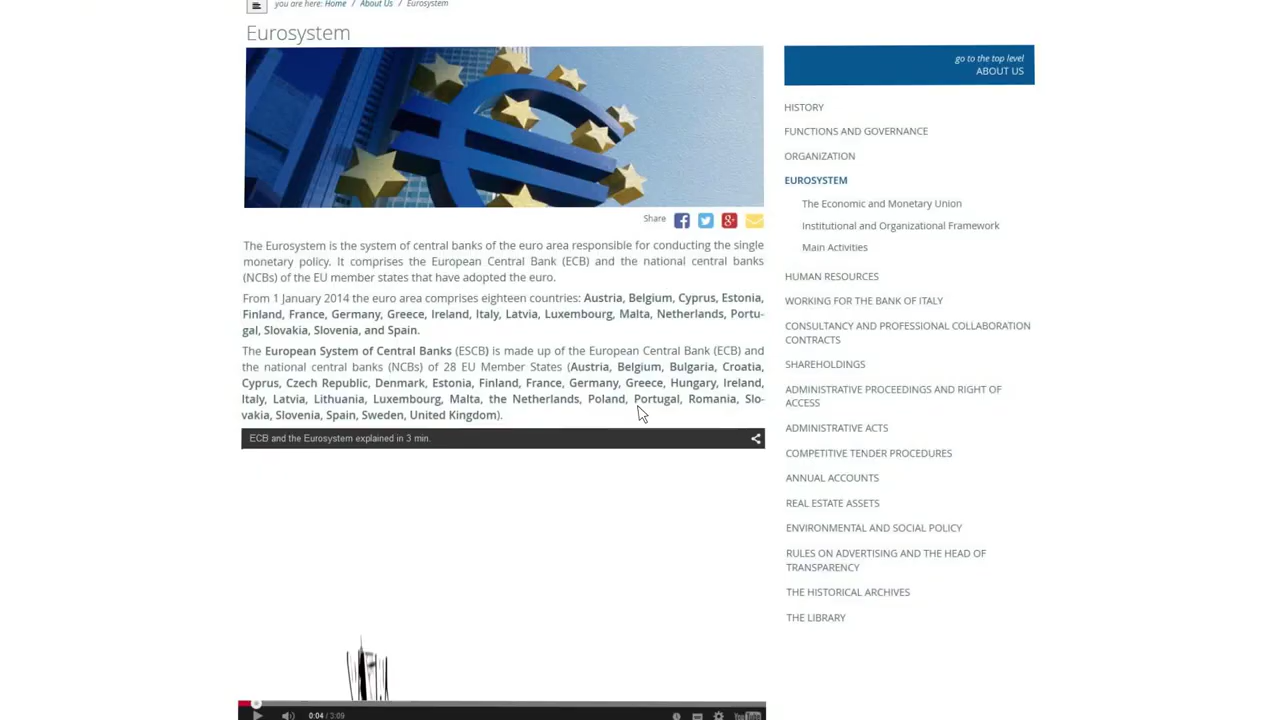 you are here: Home / About Us / Eurosystem
Eurosystem
go to the top level
ABOUT US
HISTORY
FUNCTIONS AND GOVERNANCE
ORGANIZATION
EUROSYSTEM
The Economic and Monetary Union
Institutional and Organizational Framework
Main Activities
HUMAN RESOURCES
WORKING FOR THE BANK OF ITALY
CONSULTANCY AND PROFESSIONAL COLLABORATION
CONTRACTS
SHAREHOLDINGS
ADMINISTRATIVE PROCEEDINGS AND RIGHT OF
ACCESS
ADMINISTRATIVE ACTS
COMPETITIVE TENDER PROCEDURES
ANNUAL ACCOUNTS
REAL ESTATE ASSETS
ENVIRONMENTAL AND SOCIAL POLICY
RULES ON ADVERTISING AND THE HEAD OF
TRANSPARENCY
THE HISTORICAL ARCHIVES
THE LIBRARY
Share
The Eurosystem is the system of central banks of the euro area responsible for conducting the single
monetary policy. It comprises the European Central Bank (ECB) and the national central banks
(NCBs) of the EU member states that have adopted the euro.
From 1 January 2014 the euro area comprises eighteen countries: Austria, Belgium, Cyprus, Estonia,
Finland, France, Germany, Greece, Ireland, Italy, Latvia, Luxembourg, Malta, Netherlands, Portu-
gal, Slovakia, Slovenia, and Spain.
The European System of Central Banks (ESCB) is made up of the European Central Bank (ECB) and
the national central banks (NCBs) of 28 EU Member States (Austria, Belgium, Bulgaria, Croatia,
Cyprus, Czech Republic, Denmark, Estonia, Finland, France, Germany, Greece, Hungary, Ireland,
Italy, Latvia, Lithuania, Luxembourg, Malta, the Netherlands, Poland, Portugal, Romania, Slo-
vakia, Slovenia, Spain, Sweden, United Kingdom).
ECB and the Eurosystem explained in 3 min.
0:04 / 3:09
YouTube